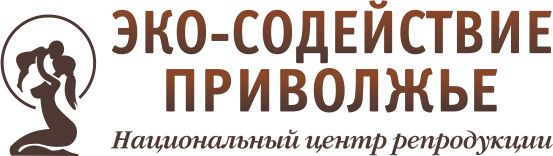 ЭКО-СОДЕЙСТВИЕ
ПРИВОЛЖЬЕ
Национальный центр репродукции